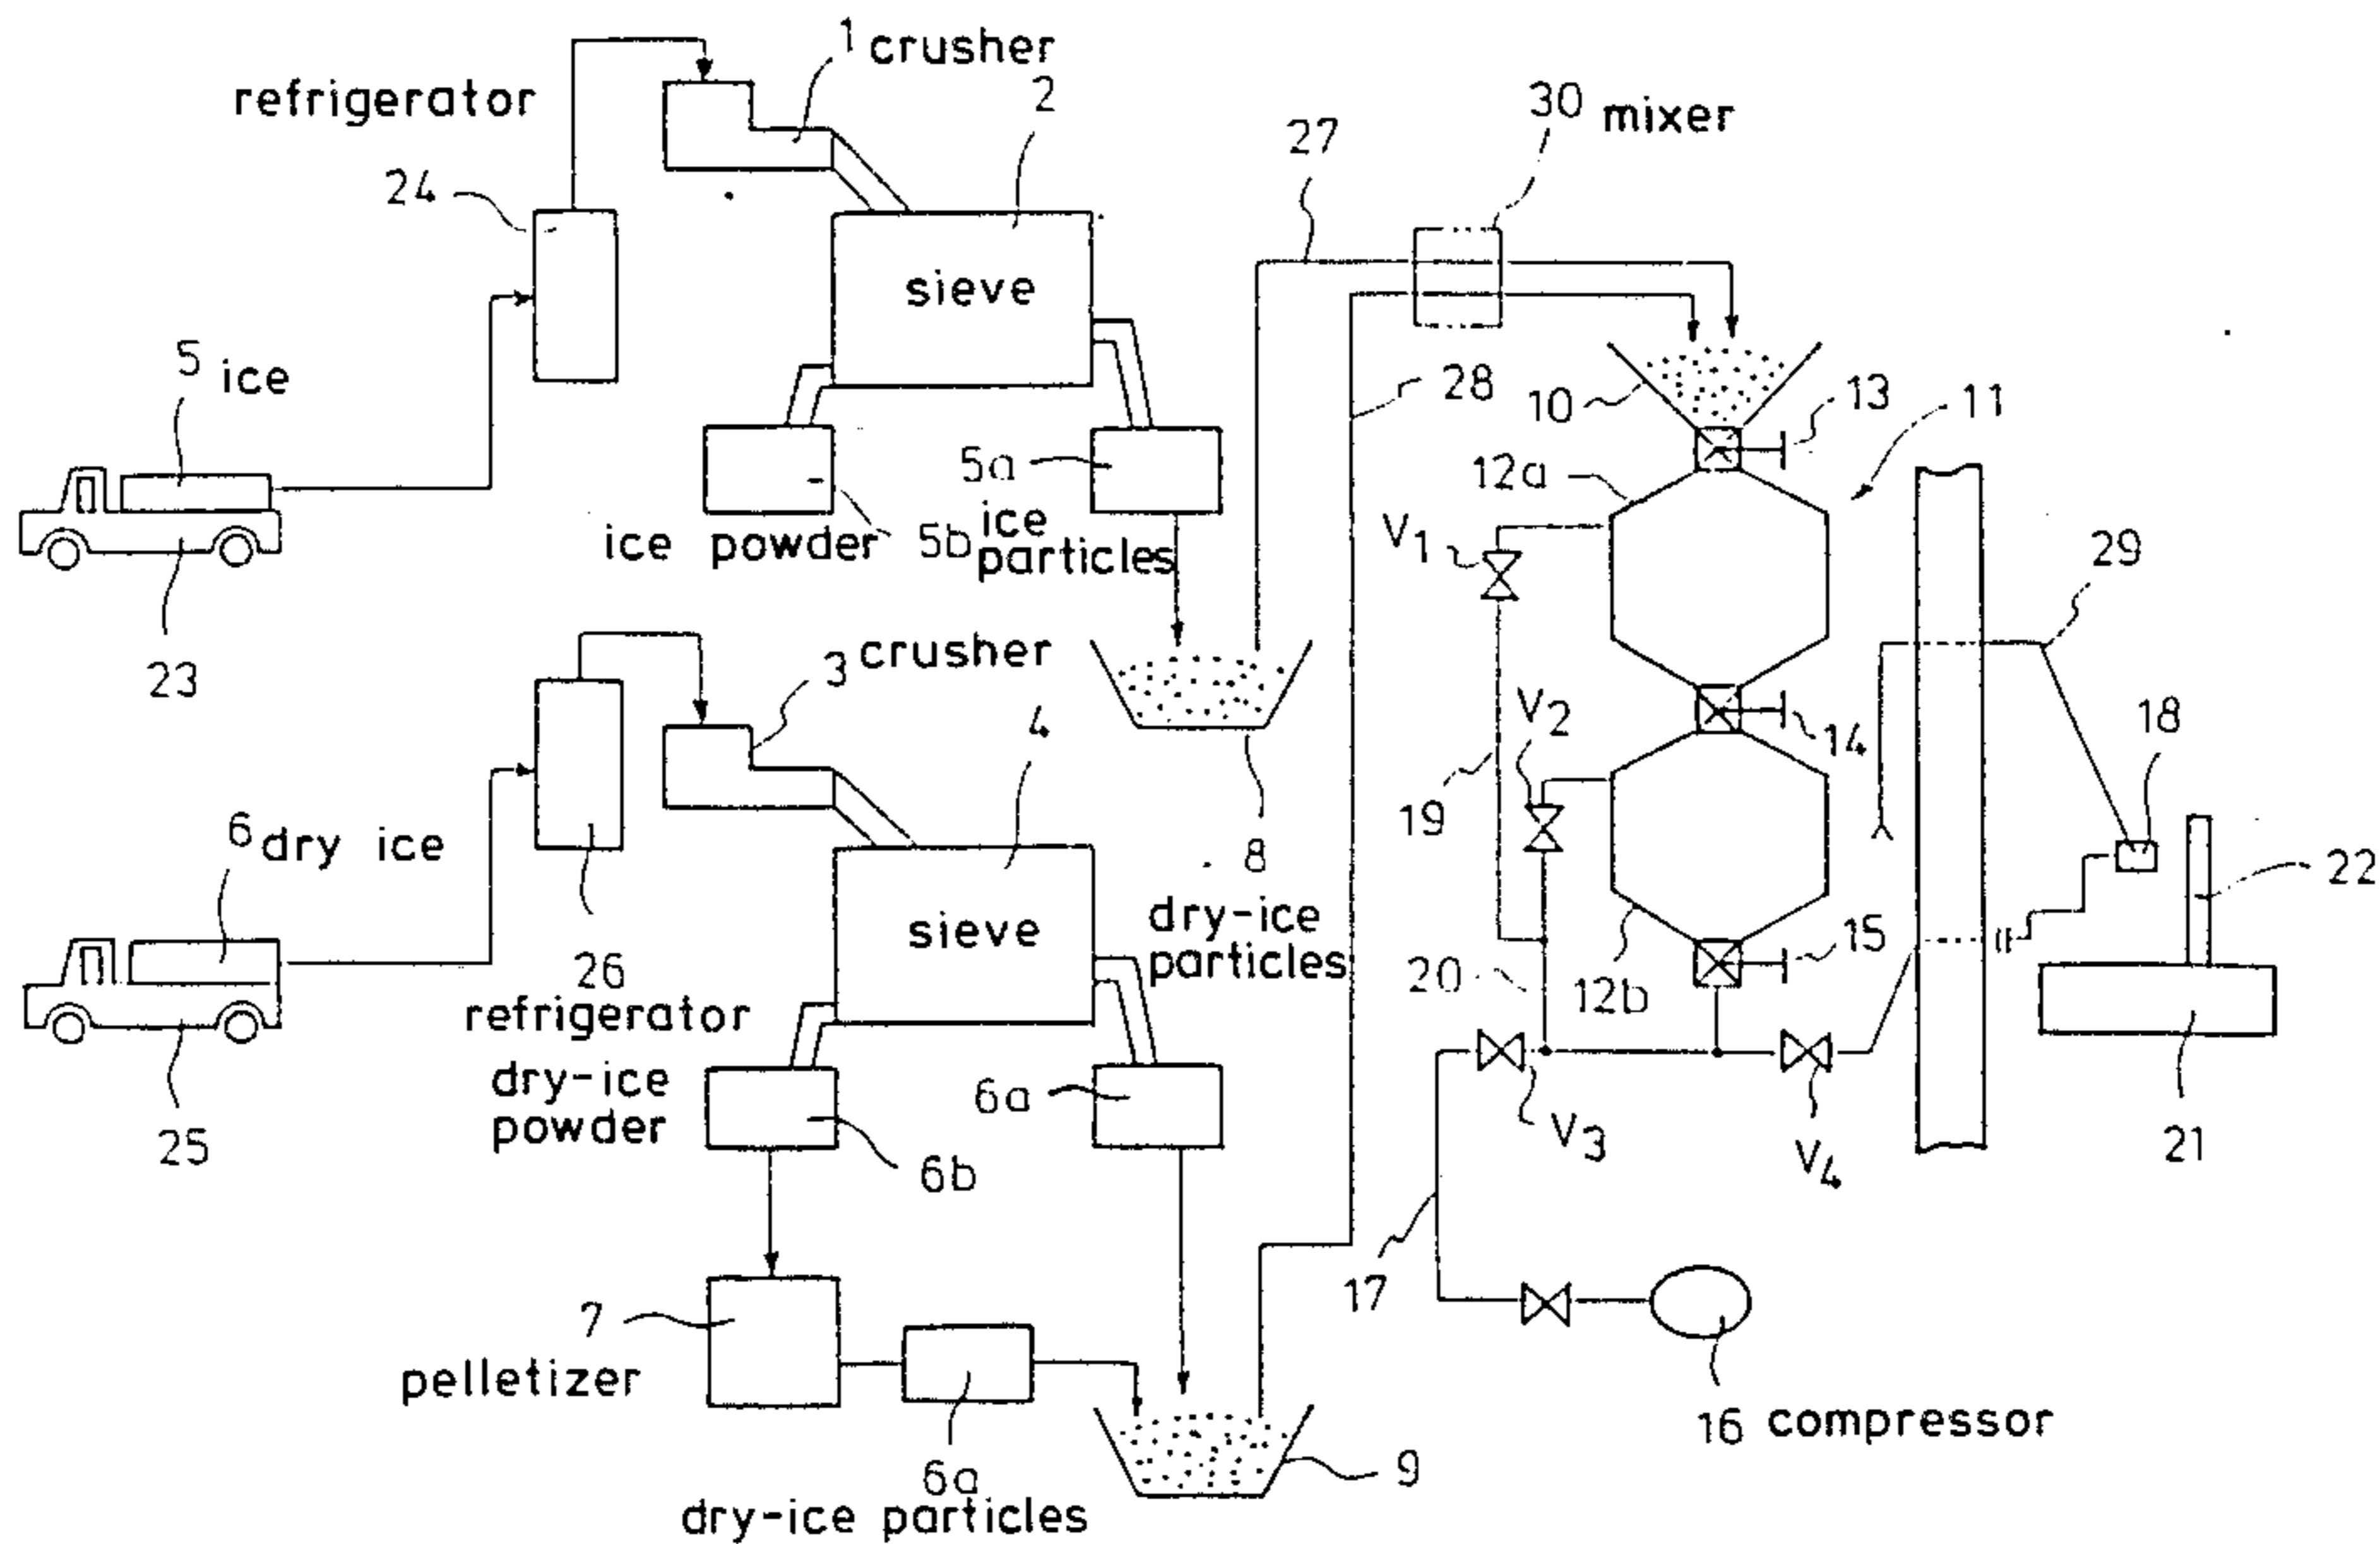 1 crusher
2
refrigerator
30 mixer
27
24
sieve
5 ice
28
10
13
11
12a
5a
V1
ice powder 5b
ice
particles
29
23
3 crusher
4
V2
18
14
19
6 dry ice
8
22
dry-ice
particles
sieve
15
20
26
12b
refrigerator
dry-ice
powder
6a
25
6b
V3
V4
21
17
7
pelletizer
16 compressor
6a
9
dry-ice particles